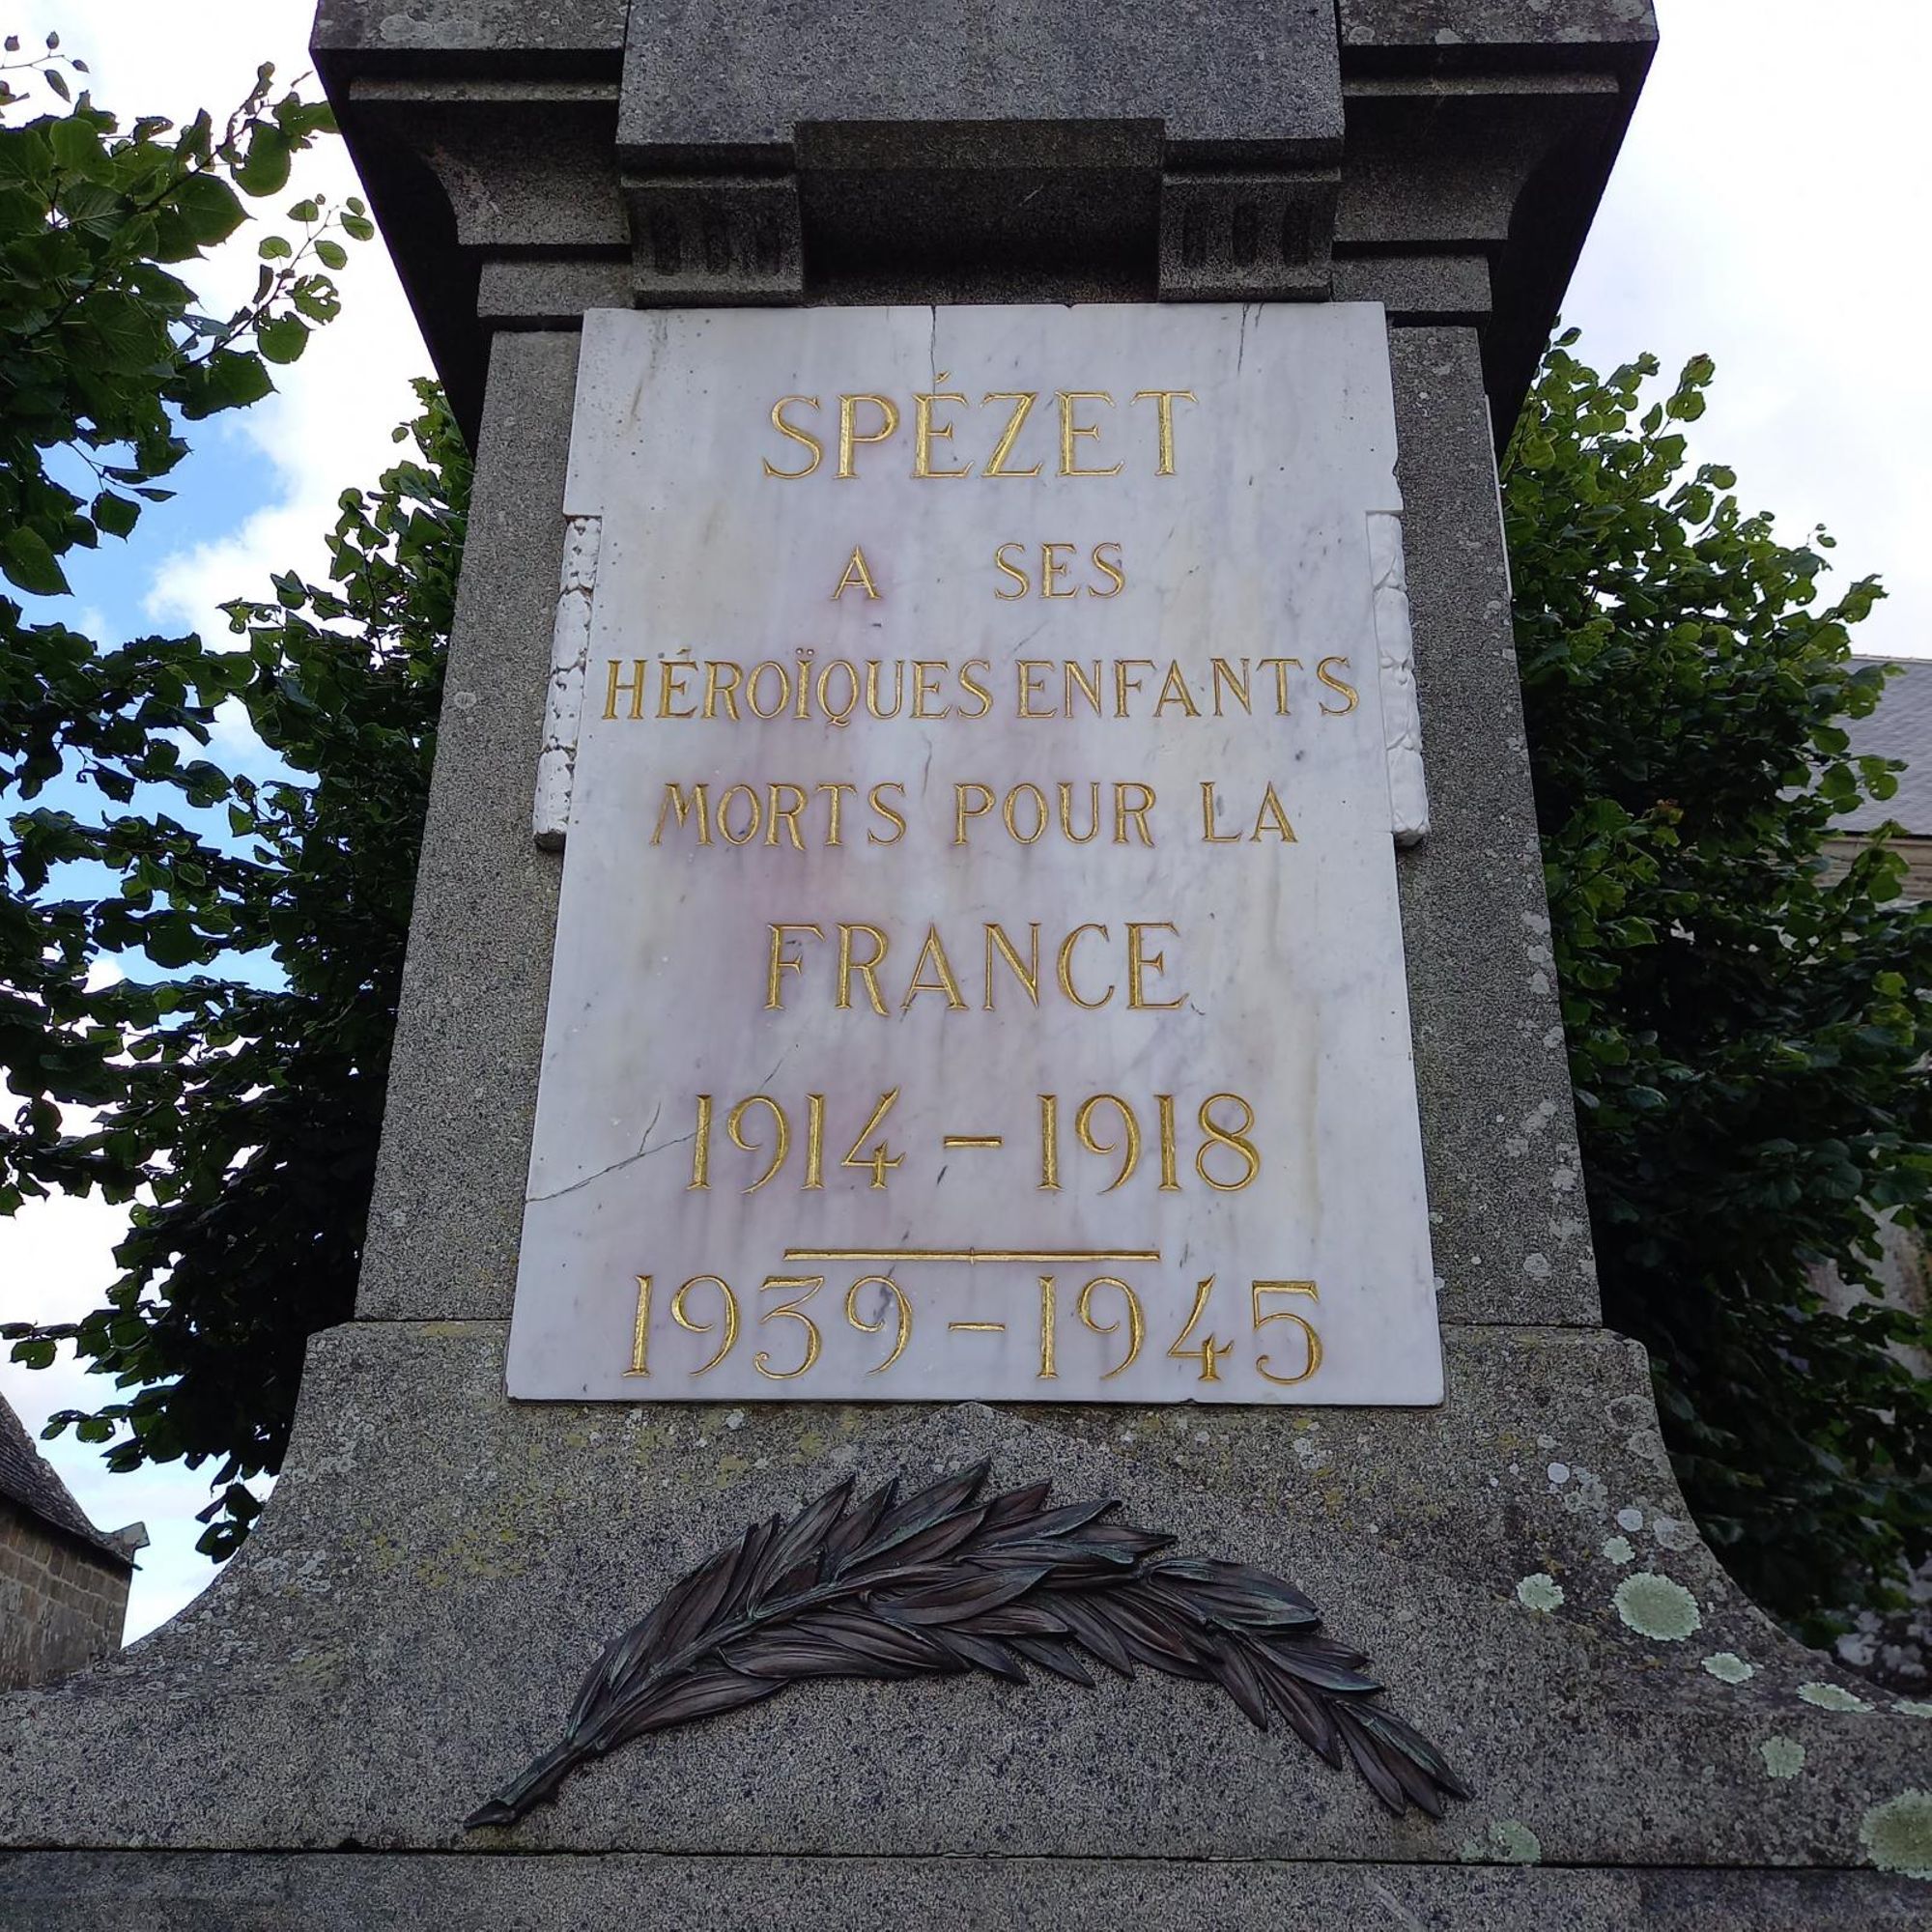 SPÉZET
A SES
HÉROÏQUES ENFANTS
MORTS POUR LA
FRANCE
1914 - 1918
1939 - 1945